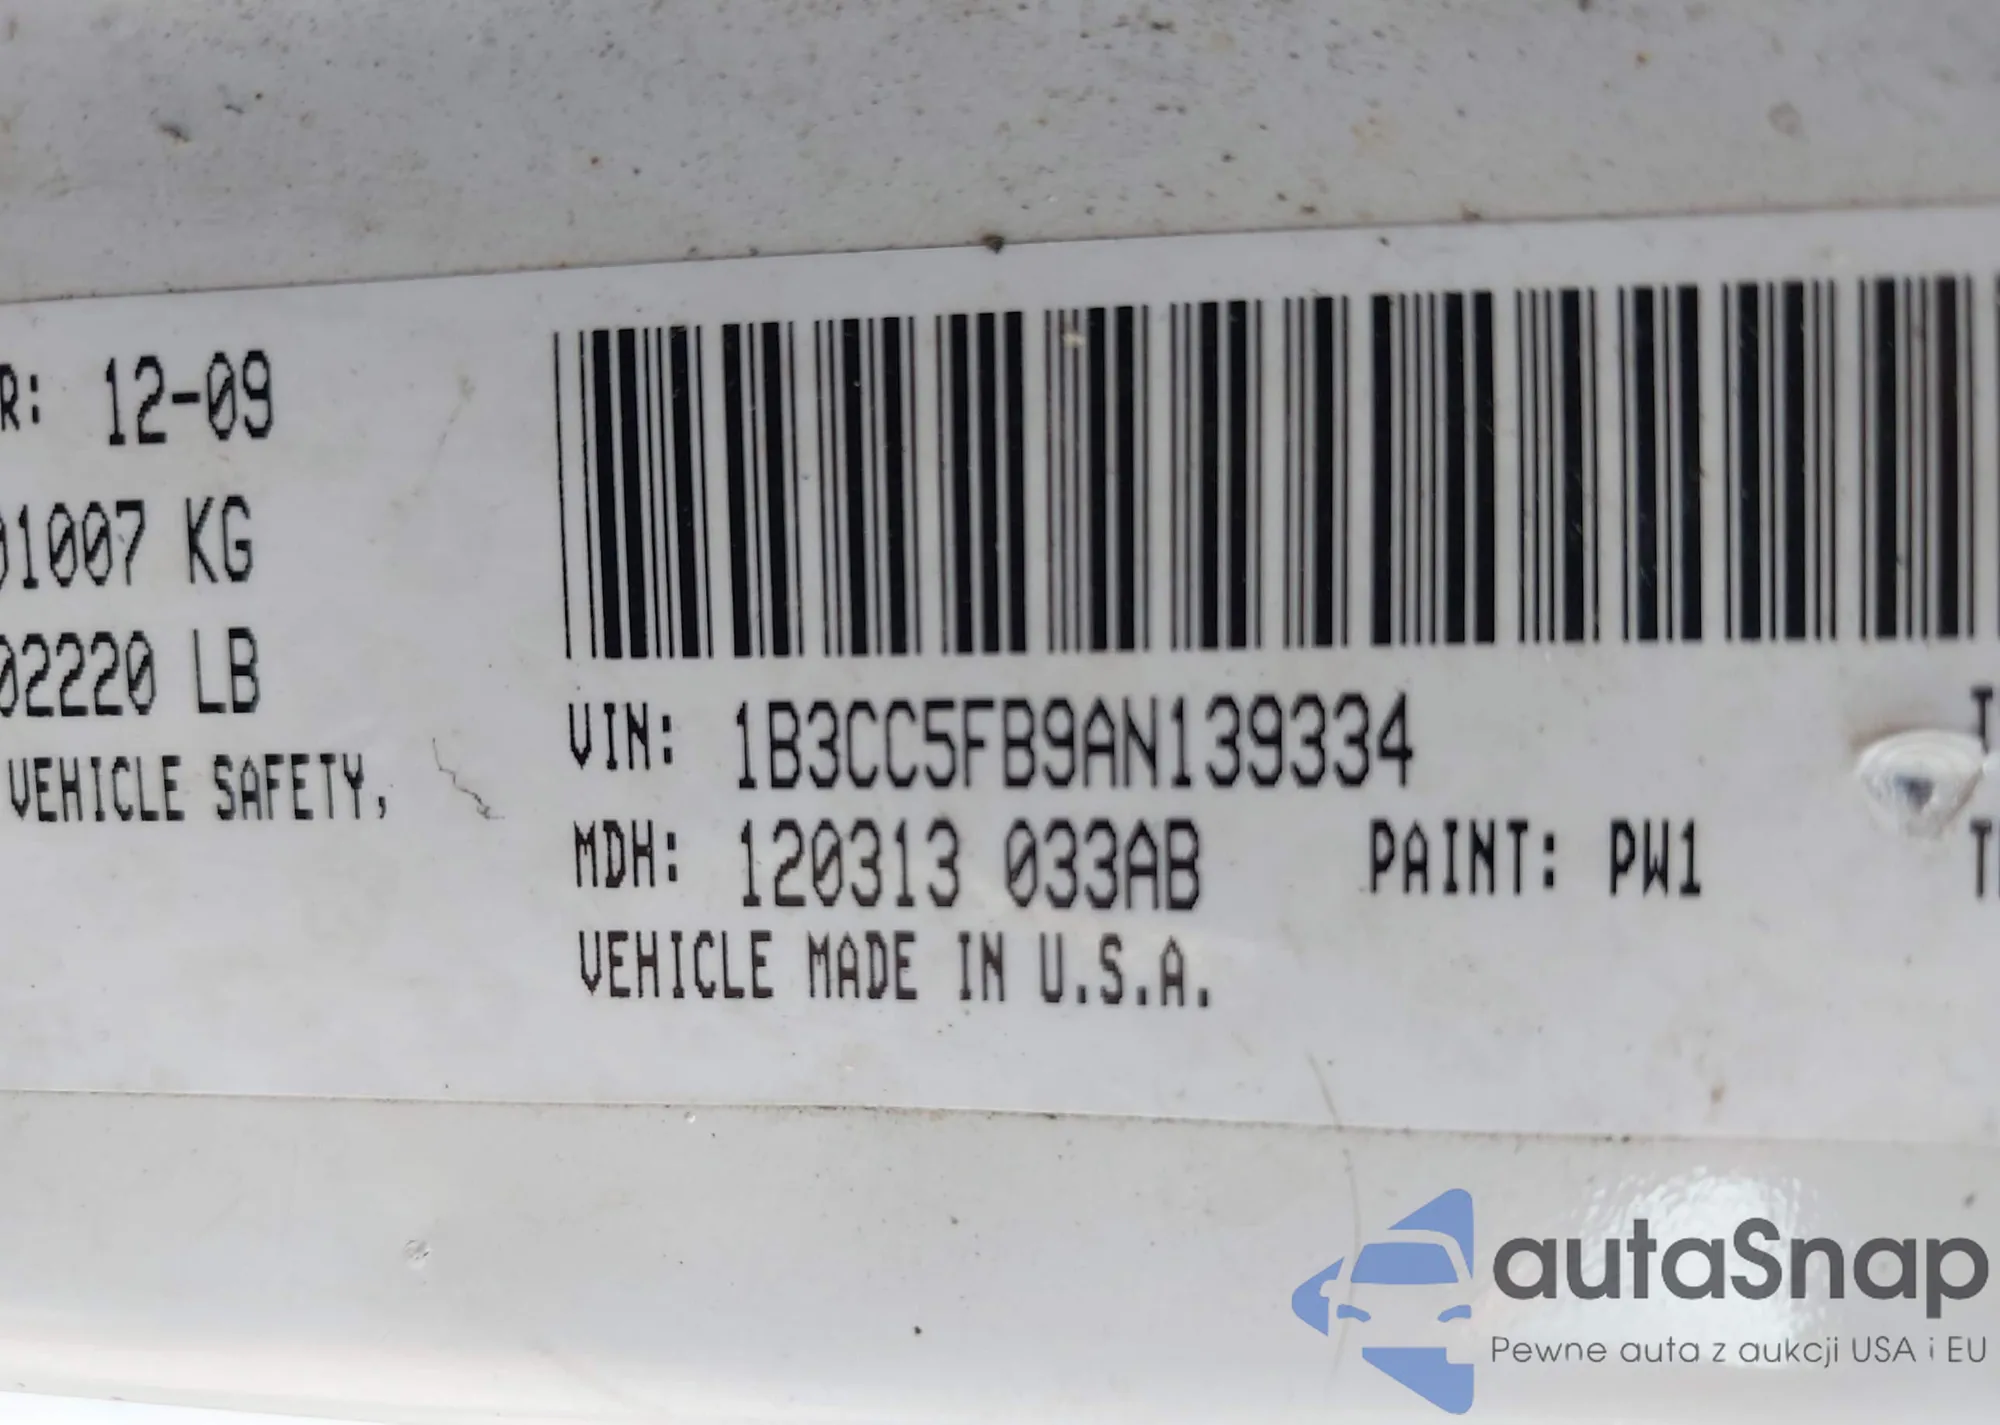 R: 12-09
01007 KG
02220 LB
VEHICLE SAFETY,
VIN: 1B3CC5FB9AN139334
MDH: 120313 033AB PAINT: PW1
VEHICLE MADE IN U.S.A.
autaSnap
Pewne auta z aukcji USA i EU